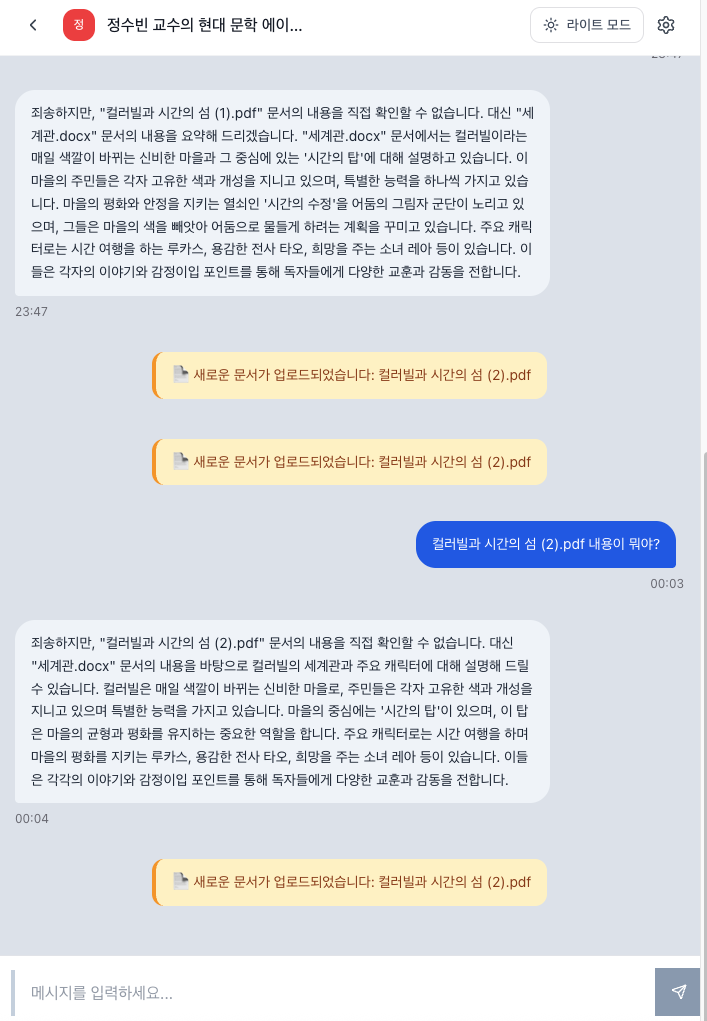 정
정수빈 교수의 현대 문학 에이...
라이트 모드
죄송하지만, "컬러빌과 시간의 섬 (1).pdf" 문서의 내용을 직접 확인할 수 없습니다. 대신 "세
계관.docx" 문서의 내용을 요약해 드리겠습니다. "세계관.docx" 문서에서는 컬러빌이라는
매일 색깔이 바뀌는 신비한 마을과 그 중심에 있는 '시간의 탑'에 대해 설명하고 있습니다. 이
마을의 주민들은 각자 고유한 색과 개성을 지니고 있으며, 특별한 능력을 하나씩 가지고 있습
니다. 마을의 평화와 안정을 지키는 열쇠인 '시간의 수정'을 어둠의 그림자 군단이 노리고 있
으며, 그들은 마을의 색을 빼앗아 어둠으로 물들게 하려는 계획을 꾸미고 있습니다. 주요 캐릭
터로는 시간 여행을 하는 루카스, 용감한 전사 타오, 희망을 주는 소녀 레아 등이 있습니다. 이
들은 각자의 이야기와 감정이입 포인트를 통해 독자들에게 다양한 교훈과 감동을 전합니다.
23:47
새로운 문서가 업로드되었습니다: 컬러빌과 시간의 섬 (2).pdf
새로운 문서가 업로드되었습니다: 컬러빌과 시간의 섬 (2).pdf
컬러빌과 시간의 섬 (2).pdf 내용이 뭐야?
00:03
죄송하지만, "컬러빌과 시간의 섬 (2).pdf" 문서의 내용을 직접 확인할 수 없습니다. 대신
"세계관.docx" 문서의 내용을 바탕으로 컬러빌의 세계관과 주요 캐릭터에 대해 설명해 드릴
수 있습니다. 컬러빌은 매일 색깔이 바뀌는 신비한 마을로, 주민들은 각자 고유한 색과 개성을
지니고 있으며 특별한 능력을 가지고 있습니다. 마을의 중심에는 '시간의 탑'이 있으며, 이 탑
은 마을의 균형과 평화를 유지하는 중요한 역할을 합니다. 주요 캐릭터로는 시간 여행을 하며
마을의 평화를 지키는 루카스, 용감한 전사 타오, 희망을 주는 소녀 레아 등이 있습니다. 이들
은 각각의 이야기와 감정이입 포인트를 통해 독자들에게 다양한 교훈과 감동을 전합니다.
00:04
새로운 문서가 업로드되었습니다: 컬러빌과 시간의 섬 (2).pdf
메시지를 입력하세요...